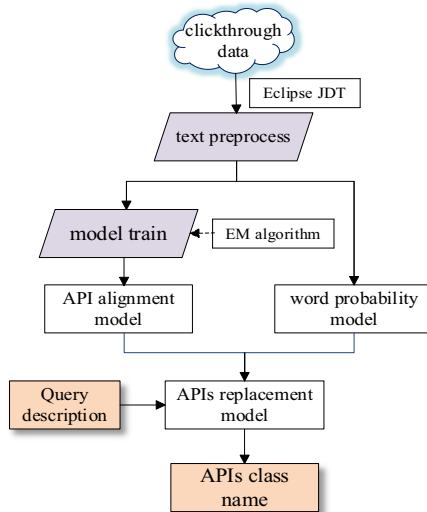 clickthrough
data
Eclipse JDT
text preprocess
model train
EM algorithm
API alignment
model
word probability
model
Query
description
APIs replacement
model
APIs class
name